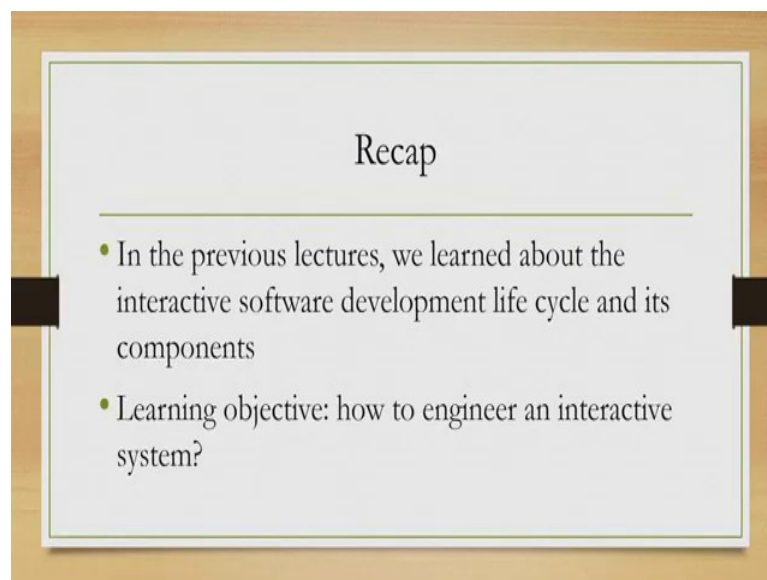 Recap
• In the previous lectures, we learned about the
interactive software development life cycle and its
components
• Learning objective: how to engineer an interactive
system?